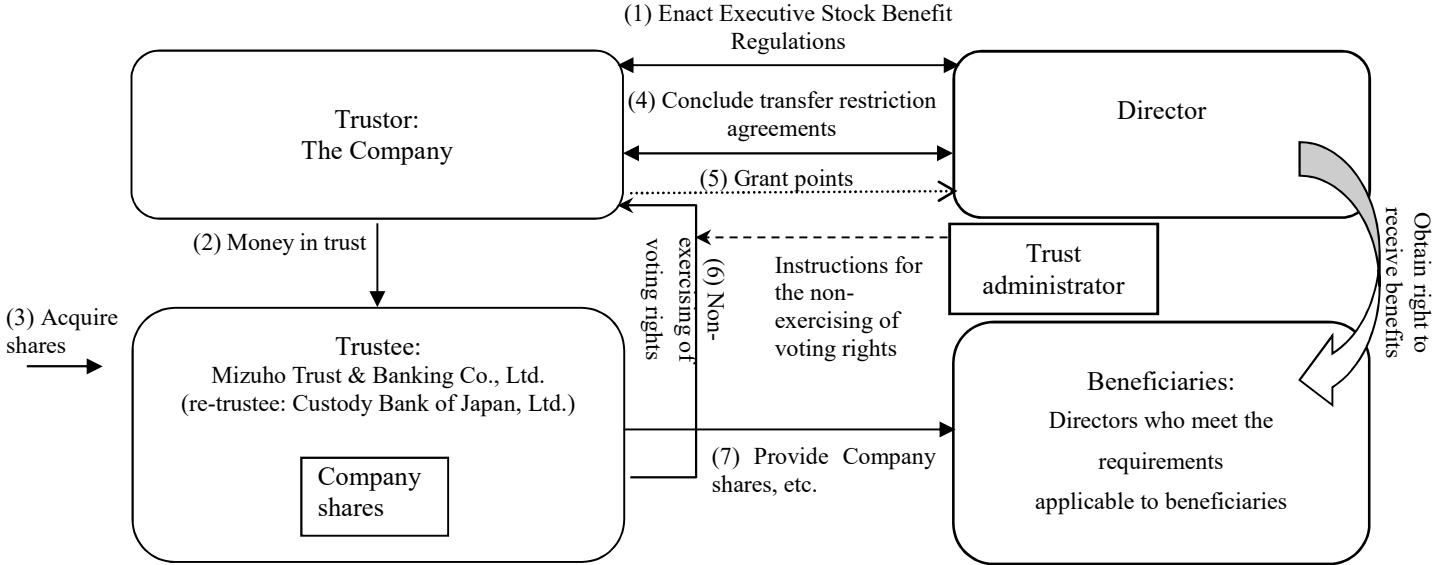 (1) Enact Executive Stock Benefit
Regulations
Trustor:
The Company
(4) Conclude transfer restriction
agreements
Director
(5) Grant points
(2) Money in trust
(6) Non-
exercising of
voting rights
Instructions for
the non-
exercising of
voting rights
Trust
administrator
Obtain right to
receive benefits
(3) Acquire
shares
Trustee:
Mizuho Trust & Banking Co., Ltd.
(re-trustee: Custody Bank of Japan, Ltd.)
Company
shares
(7) Provide Company
shares, etc.
Beneficiaries:
Directors who meet the
requirements
applicable to beneficiaries